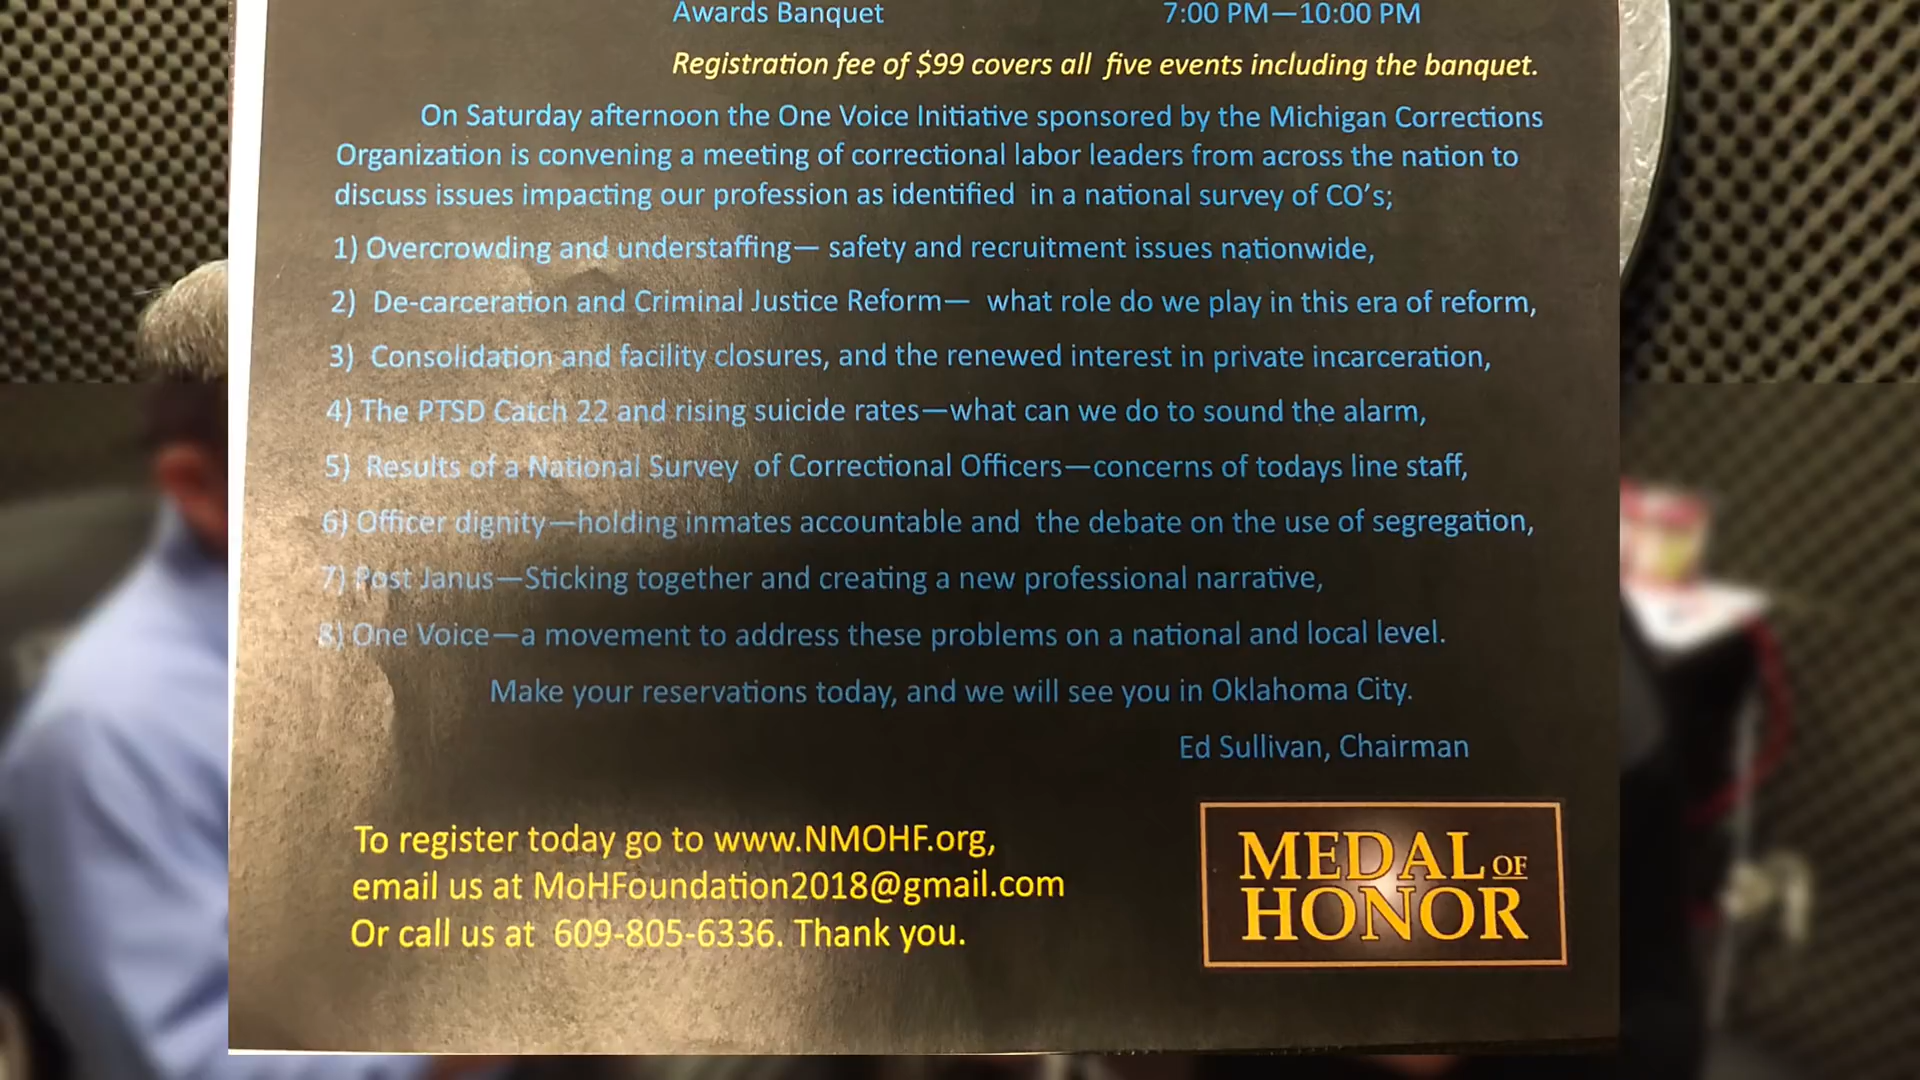 Awards Banquet 7:00 PM—10:00 PM
Registration fee of $99 covers all five events including the banquet.
On Saturday afternoon the One Voice Initiative sponsored by the Michigan Corrections
Organization is convening a meeting of correctional labor leaders from across the nation to
discuss issues impacting our profession as identified in a national survey of CO's;
1) Overcrowding and understaffing— safety and recruitment issues nationwide,
2) De-carceration and Criminal Justice Reform— what role do we play in this era of reform,
3) Consolidation and facility closures, and the renewed interest in private incarceration,
4) The PTSD Catch 22 and rising suicide rates—what can we do to sound the alarm,
5) Results of a National Survey of Correctional Officers—concerns of todays line staff,
6) Officer dignity—holding inmates accountable and the debate on the use of segregation,
7) Post Janus—Sticking together and creating a new professional narrative,
8) One Voice—a movement to address these problems on a national and local level.
Make your reservations today, and we will see you in Oklahoma City.
Ed Sullivan, Chairman
To register today go to www.NMOHF.org,
email us at MoHFoundation2018@gmail.com
Or call us at 609-805-6336. Thank you.
MEDAL OF
HONOR